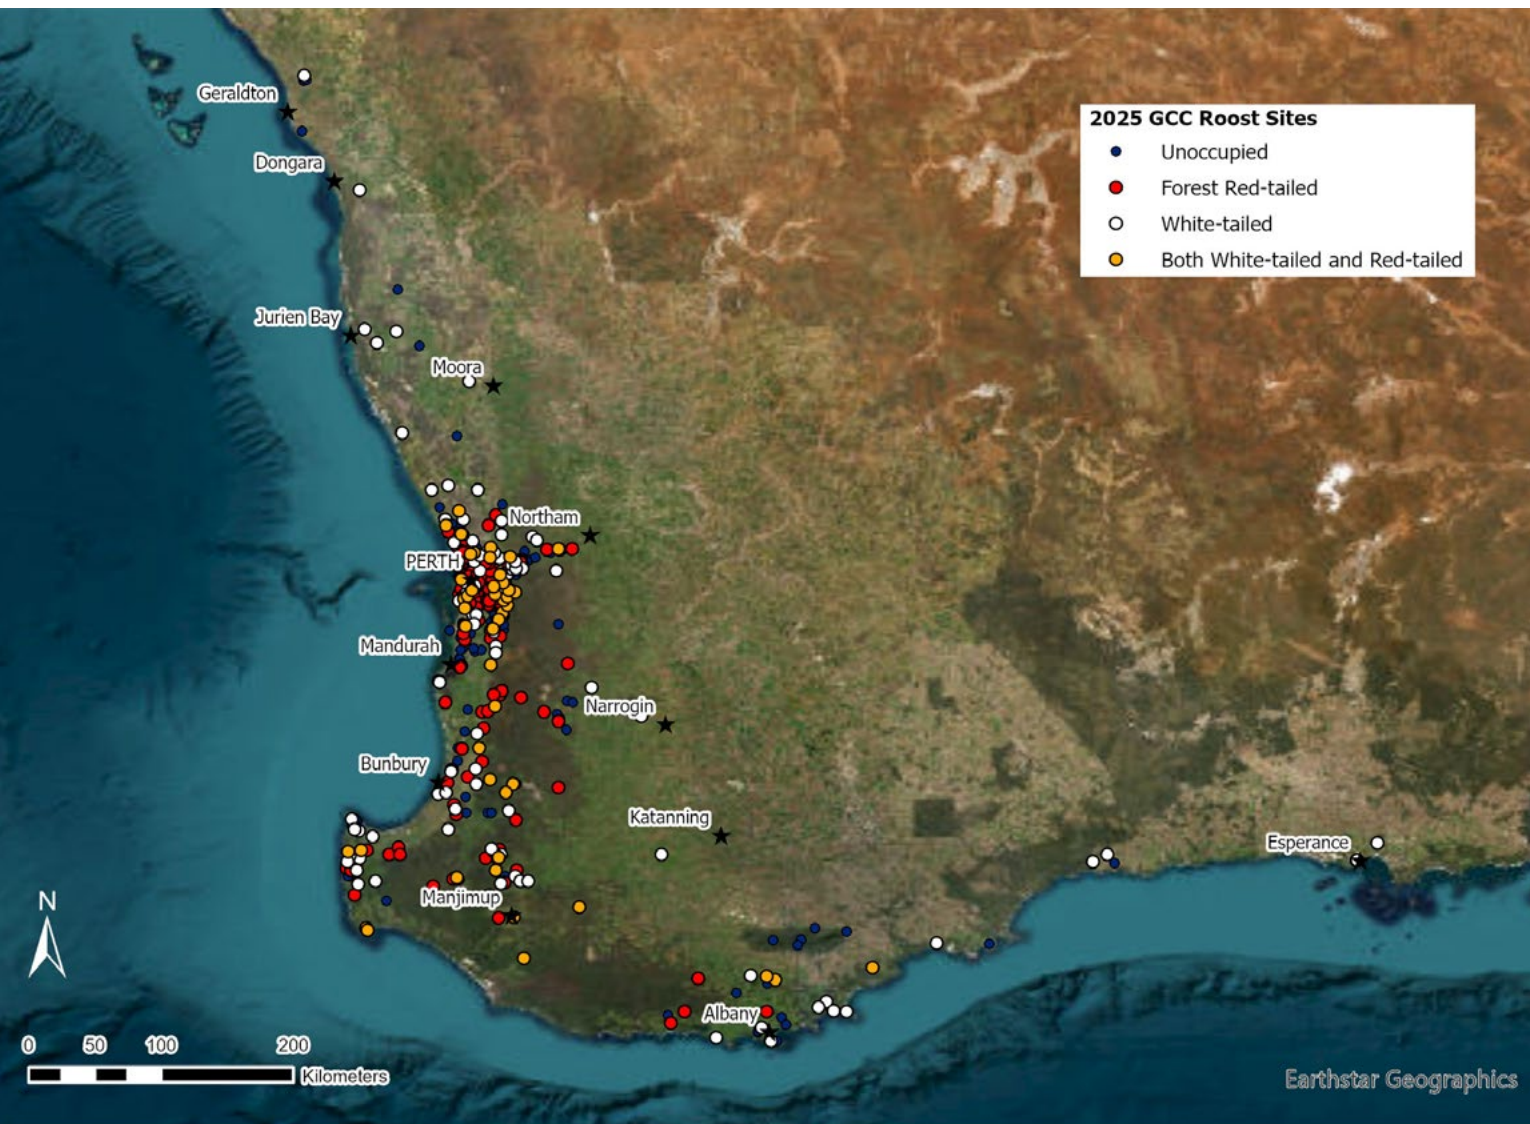 Geraldton
Dongara
Jurien Bay
Moora
Northam
PERTH
Mandurah
Narrogin
Bunbury
Katanning
Esperance
Manjimup
Albany
2025 GCC Roost Sites
Unoccupied
Forest Red-tailed
White-tailed
Both White-tailed and Red-tailed
N
0 50 100 200
Kilometers
Earthstar Geographics